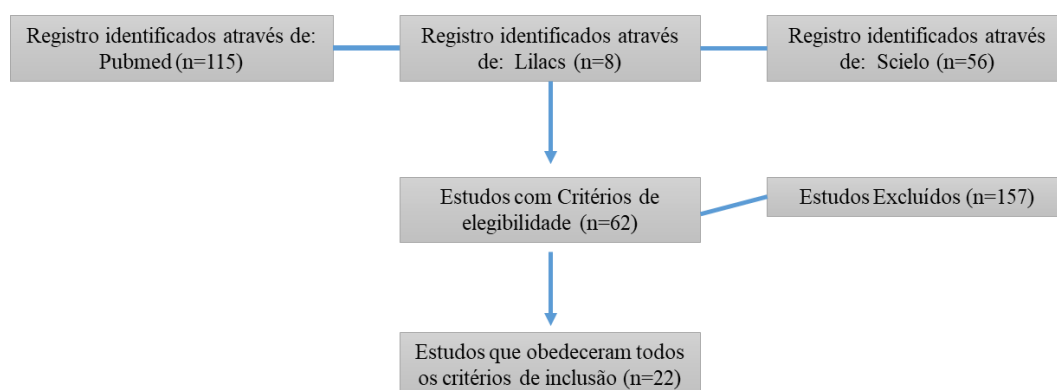 Registro identificados através de:
Pubmed (n=115)
Registro identificados através
de: Lilacs (n=8)
Registro identificados através
de: Scielo (n=56)
Estudos com Critérios de
elegibilidade (n=62)
Estudos Excluídos (n=157)
Estudos que obedeceram todos
os critérios de inclusão (n=22)